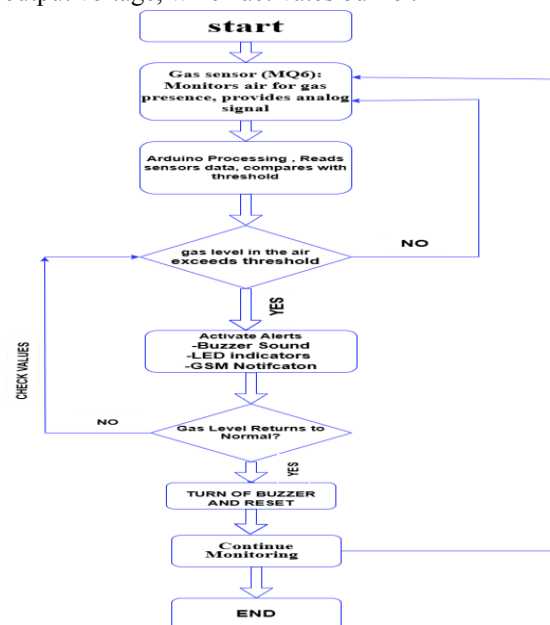 start
Gas sensor (MQ6):
Monitors air for gas
presence, provides analog
signal
Arduino Processing , Reads
sensors data, compares with
threshold
gas level in the air
exceeds threshold
NO
YES
Activate Alerts
-Buzzer Sound
-LED indicators
-GSM Notifcaton
CHECK VALUES
Gas Level Returns to
Normal?
NO
YES
TURN OF BUZZER
AND RESET
Continue
Monitoring
END